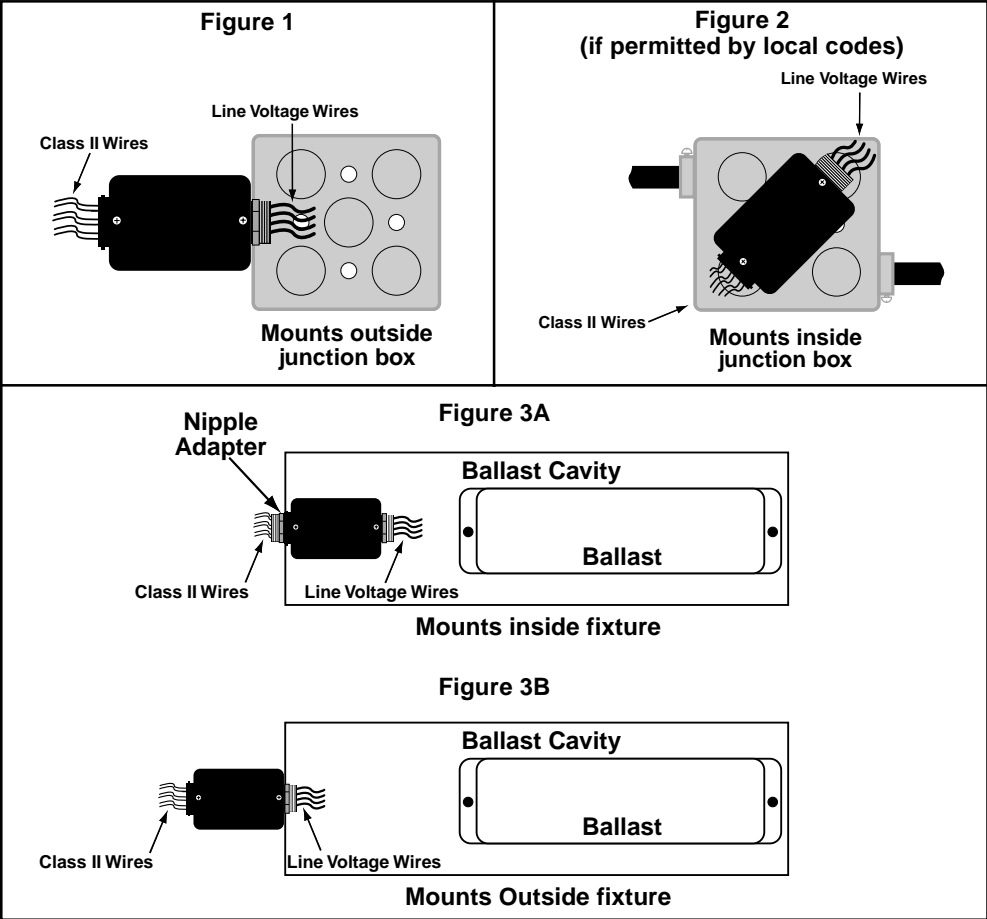 Figure 1
Line Voltage Wires
Class II Wires
Mounts outside
junction box
Figure 2
(if permitted by local codes)
Line Voltage Wires
Class II Wires
Mounts inside
junction box
Figure 3A
Nipple
Adapter
Ballast Cavity
Ballast
Class II Wires
Line Voltage Wires
Mounts inside fixture
Figure 3B
Ballast Cavity
Ballast
Class II Wires
Line Voltage Wires
Mounts Outside fixture